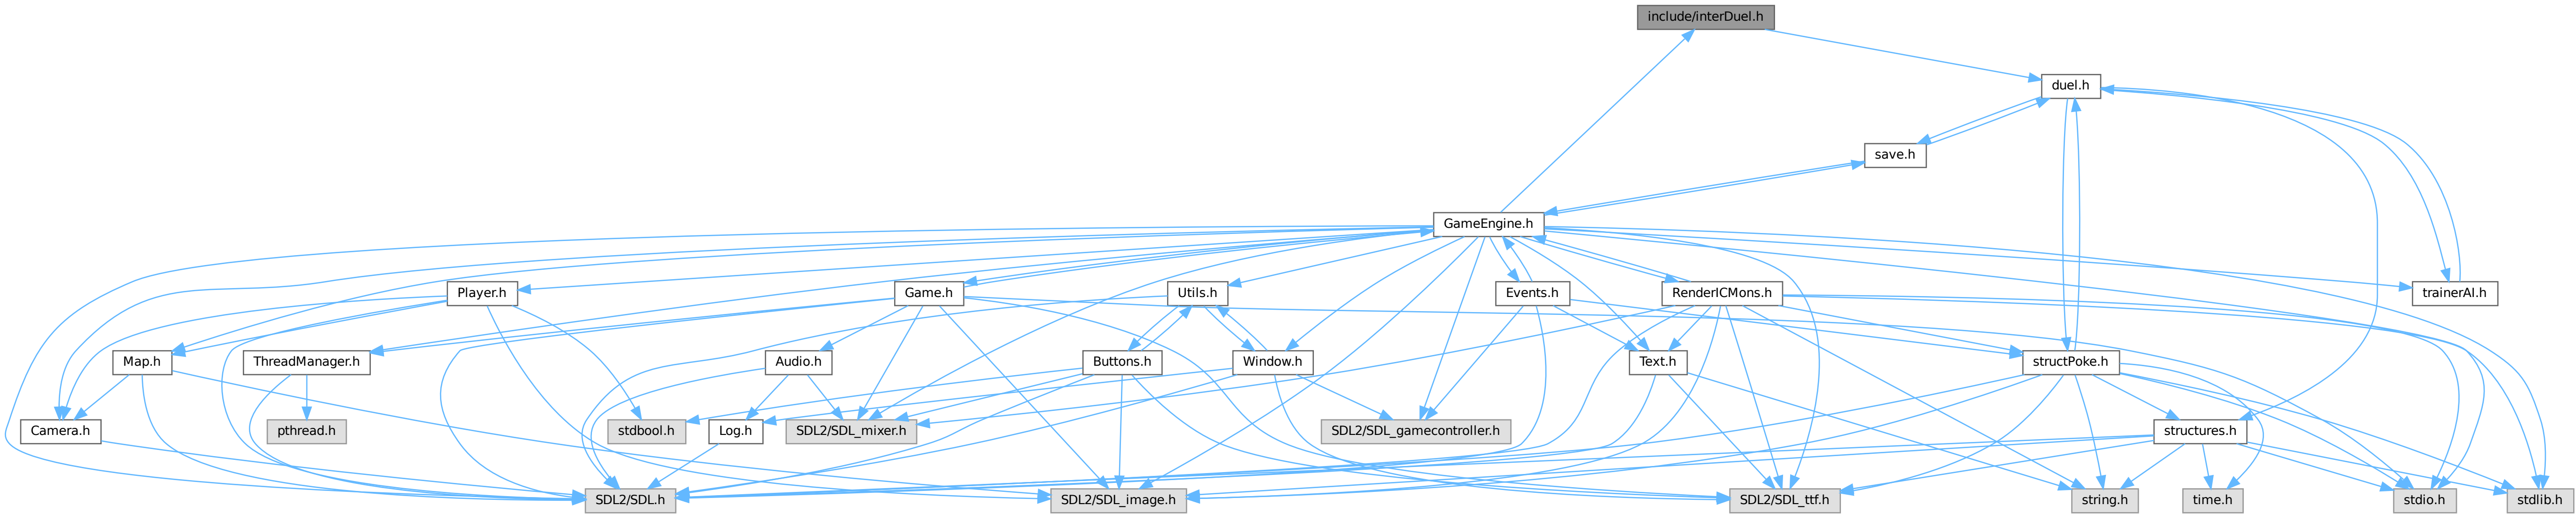 include/interDuel.h
duel.h
save.h
GameEngine.h
Player.h
Game.h
Utils.h
Events.h
RenderICMons.h
trainerAI.h
Map.h
ThreadManager.h
Audio.h
Buttons.h
Window.h
Text.h
structPoke.h
Camera.h
pthread.h
stdbool.h
Log.h
SDL2/SDL_mixer.h
SDL2/SDL_gamecontroller.h
structures.h
SDL2/SDL.h
SDL2/SDL_image.h
SDL2/SDL_ttf.h
string.h
time.h
stdio.h
stdlib.h